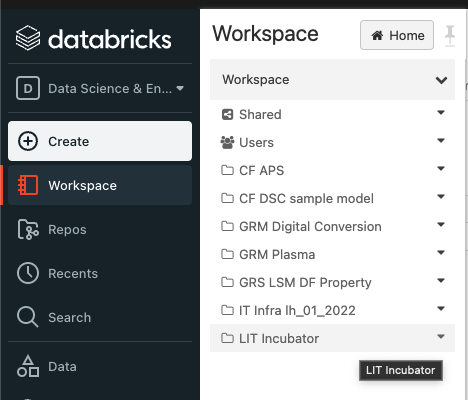 databricks
D Data Science & En...
Create
Workspace
Repos
Recents
Search
Data
Workspace
Home
Workspace
Shared
Users
CF APS
CF DSC sample model
GRM Digital Conversion
GRM Plasma
GRS LSM DF Property
IT Infra lh_01_2022
LIT Incubator
LIT Incubator